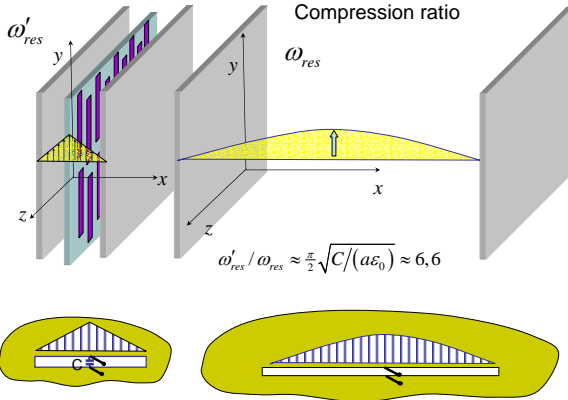 Compression ratio
ω′res
ωres
y
y
x
x
z
z
ω′res / ωres ≈ π/2 √C/(aε0) ≈ 6,6
C